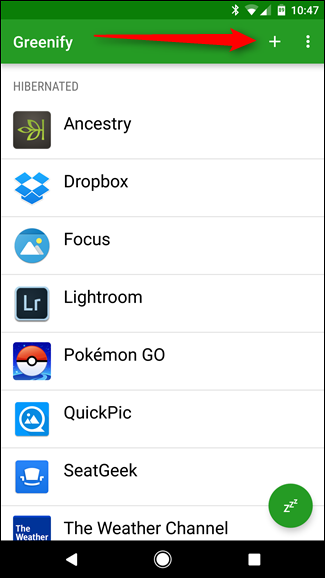 10:47
Greenify
HIBERNATED
Ancestry
Dropbox
Focus
Lr
Lightroom
Pokémon GO
QuickPic
SeatGeek
zzz
The
Weather
The Weather Channel